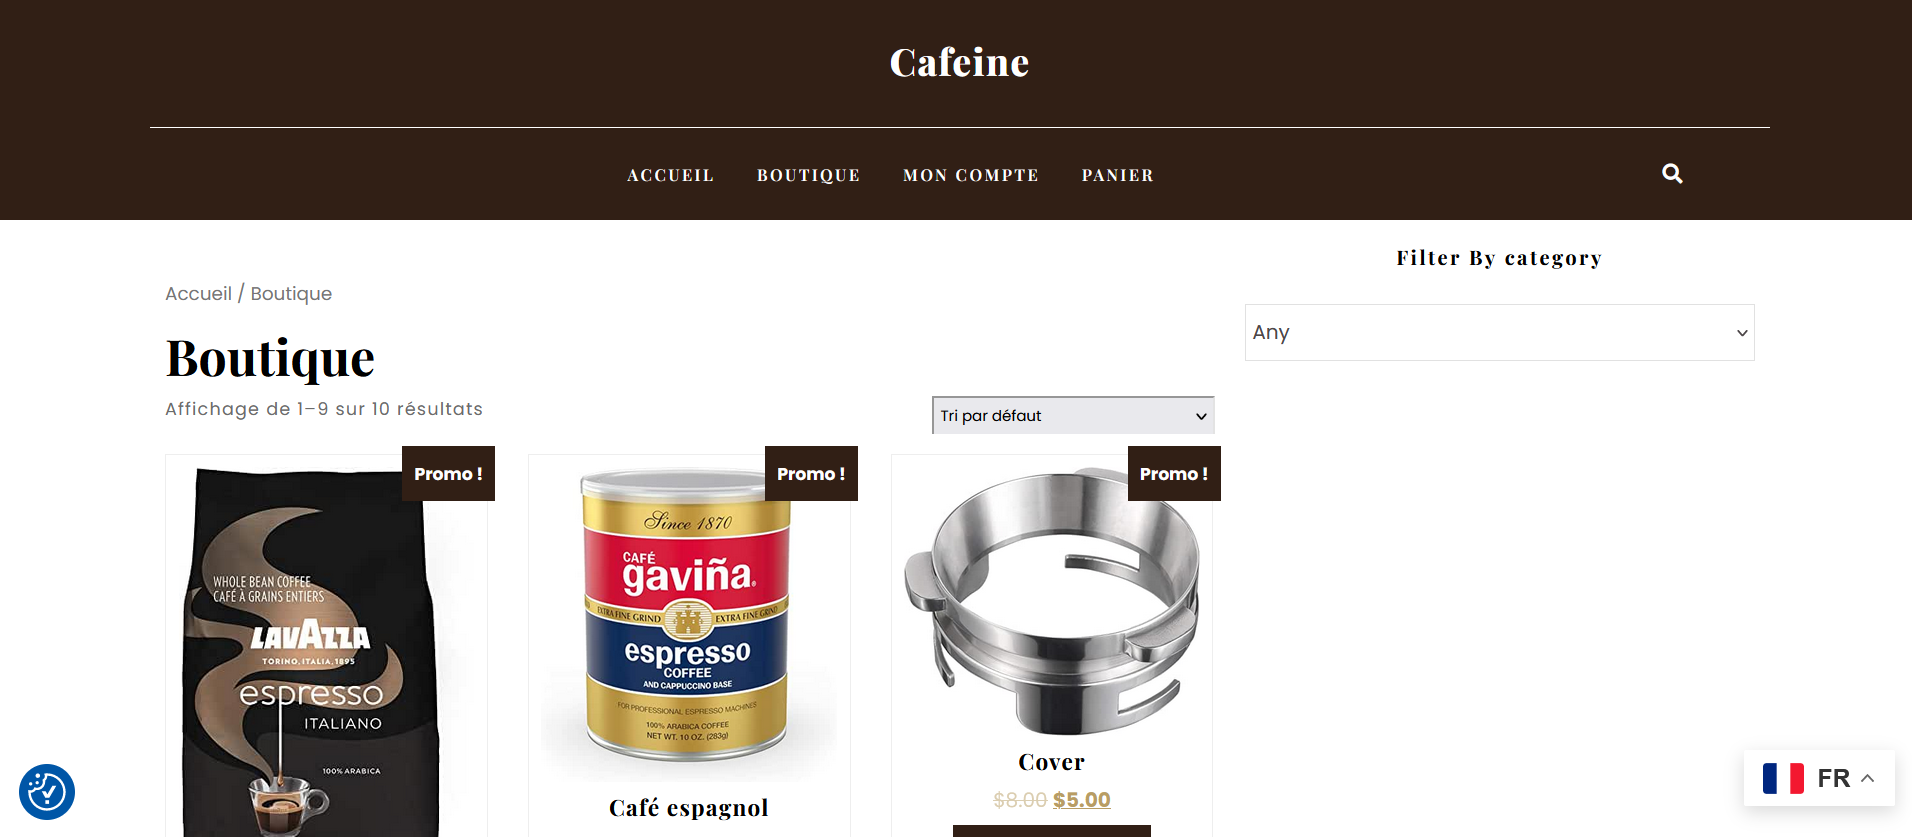 Cafeine
ACCUEIL BOUTIQUE MON COMPTE PANIER
Filter By category
Any
Accueil / Boutique
Boutique
Affichage de 1–9 sur 10 résultats
Tri par défaut
Promo !
WHOLE BEAN COFFEE
CAFÉ À GRAINS ENTIERS
LAVAZZA
TORINO, ITALIA, 1895
espresso
ITALIANO
100% ARABICA
Promo !
Since 1870
CAFÉ
gaviña®
EXTRA FINE GRIND EXTRA FINE GRIND
espresso
COFFEE
AND CAPPUCCINO BASE
FOR PROFESSIONAL ESPRESSO MACHINES
100% ARABICA COFFEE
NET WT. 10 OZ. (283g)
Café espagnol
Promo !
Cover
$8.00 $5.00
FR